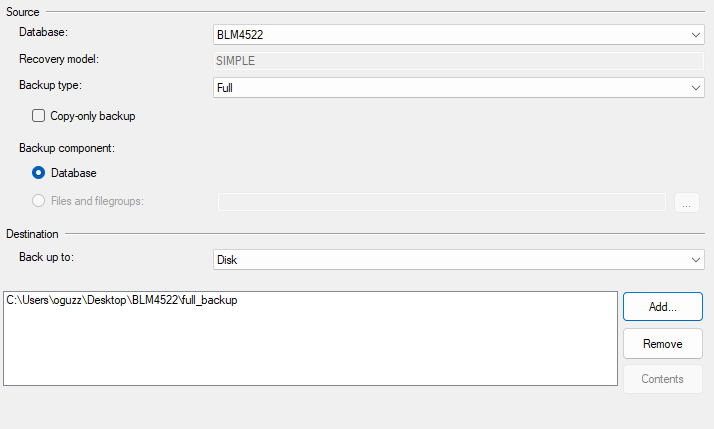 Source
Database: BLM4522
Recovery model: SIMPLE
Backup type: Full
Copy-only backup
Backup component:
Database
Files and filegroups: ...
Destination
Back up to: Disk
C:\Users\oguzz\Desktop\BLM4522\full_backup
Add...
Remove
Contents